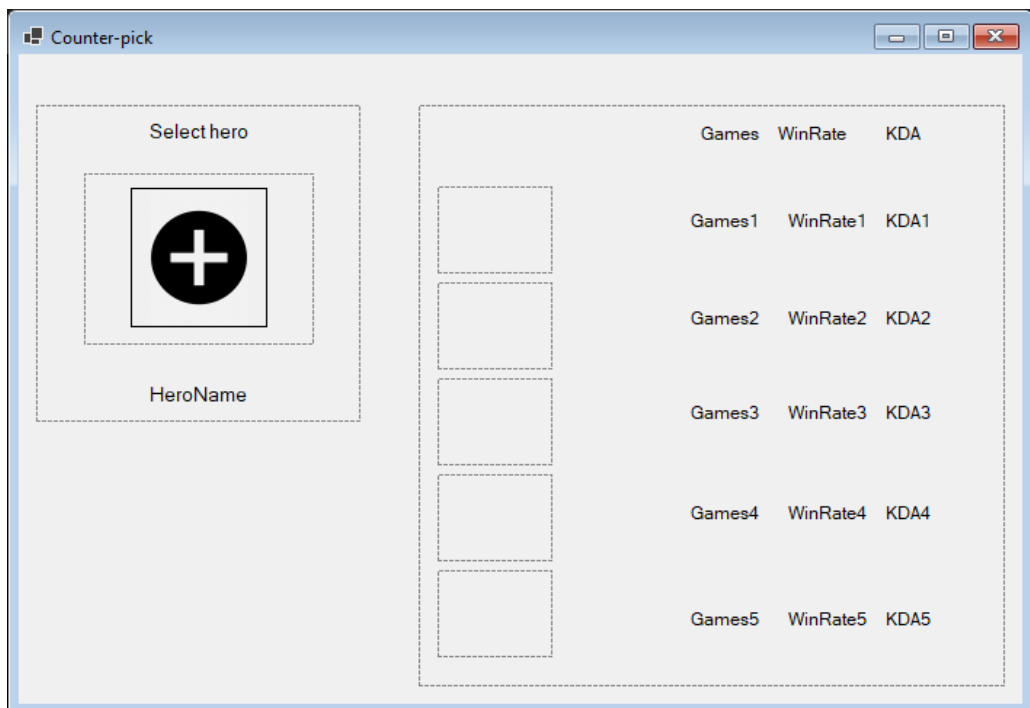 Counter-pick
Select hero
HeroName
Games WinRate KDA
Games1 WinRate1 KDA1
Games2 WinRate2 KDA2
Games3 WinRate3 KDA3
Games4 WinRate4 KDA4
Games5 WinRate5 KDA5